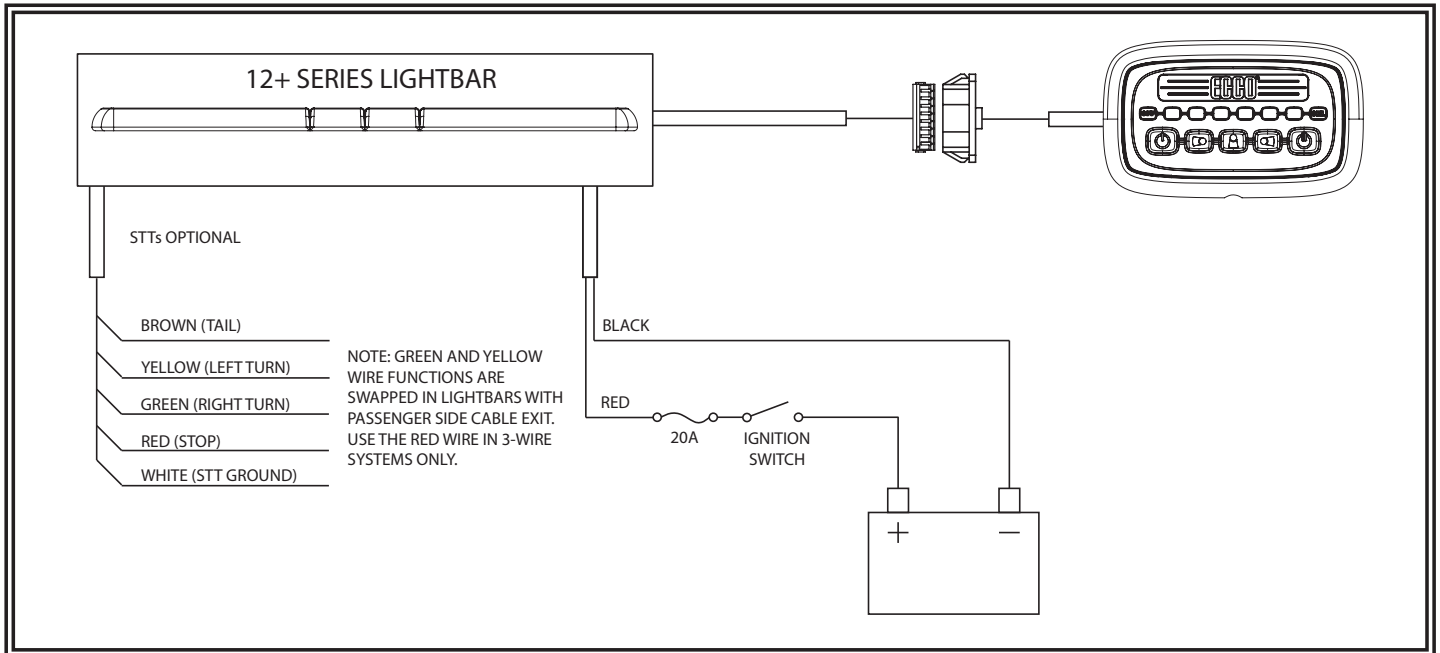 12+ SERIES LIGHTBAR
ECCO
STTs OPTIONAL
BROWN (TAIL)
YELLOW (LEFT TURN)
GREEN (RIGHT TURN)
RED (STOP)
WHITE (STT GROUND)
NOTE: GREEN AND YELLOW
WIRE FUNCTIONS ARE
SWAPPED IN LIGHTBARS WITH
PASSENGER SIDE CABLE EXIT.
USE THE RED WIRE IN 3-WIRE
SYSTEMS ONLY.
BLACK
RED
20A
IGNITION
SWITCH
+
—